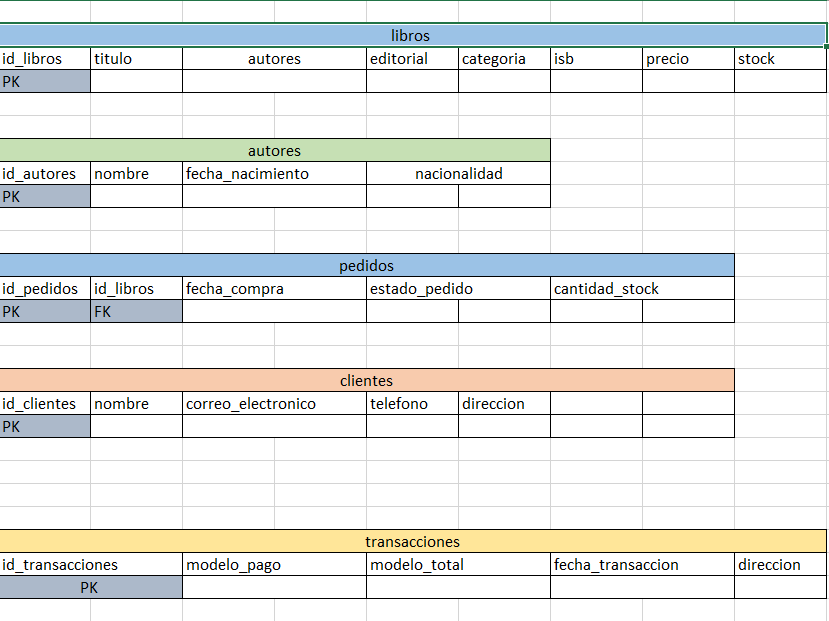 libros
id_libros titulo autores editorial categoria isb precio stock
PK
autores
id_autores nombre fecha_nacimiento nacionalidad
PK
pedidos
id_pedidos id_libros fecha_compra estado_pedido cantidad_stock
PK FK
clientes
id_clientes nombre correo_electronico telefono direccion
PK
transacciones
id_transacciones modelo_pago modelo_total fecha_transaccion direccion
PK